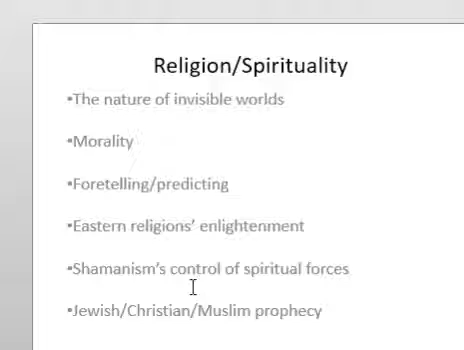 Religion/Spirituality
•The nature of invisible worlds
•Morality
•Foretelling/predicting
•Eastern religions’ enlightenment
•Shamanism’s control of spiritual forces
•Jewish/Christian/Muslim prophecy